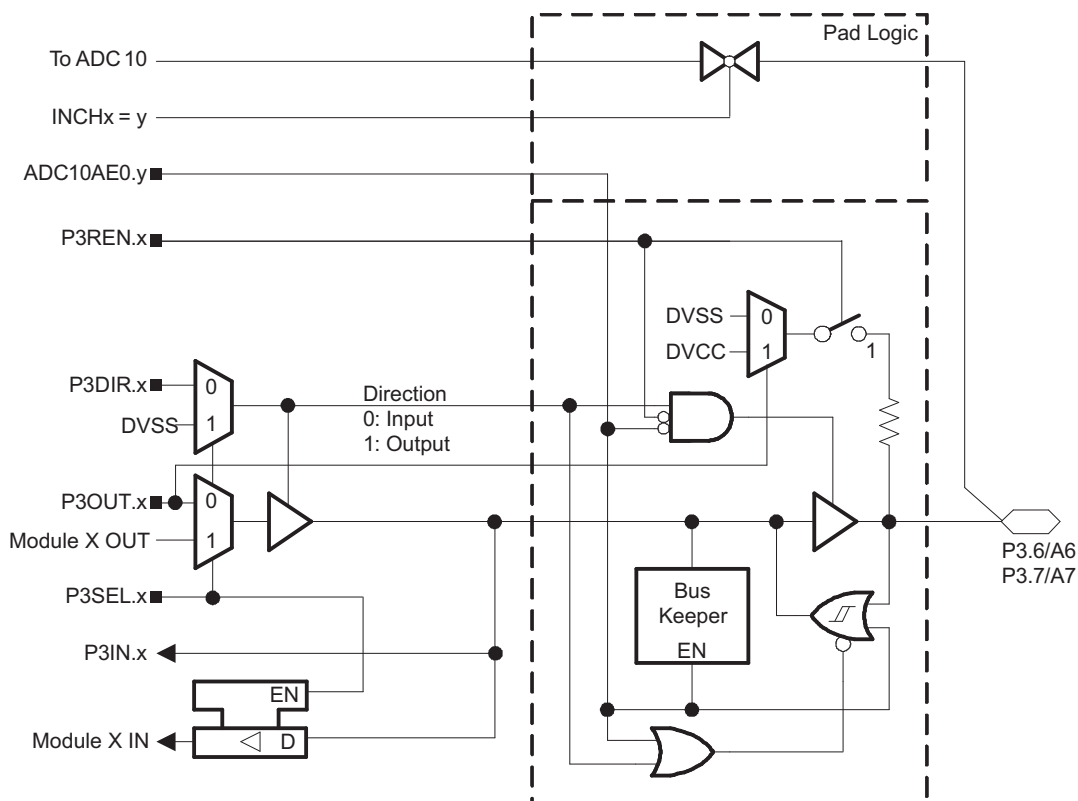 Pad Logic
To ADC 10
INCHx = y
ADC10AE0.y
P3REN.x
DVSS
0
DVCC
1
1
P3DIR.x
0
DVSS
1
Direction
0: Input
1: Output
P3OUT.x
0
Module X OUT
1
P3.6/A6
P3.7/A7
P3SEL.x
Bus
Keeper
EN
P3IN.x
EN
Module X IN
D